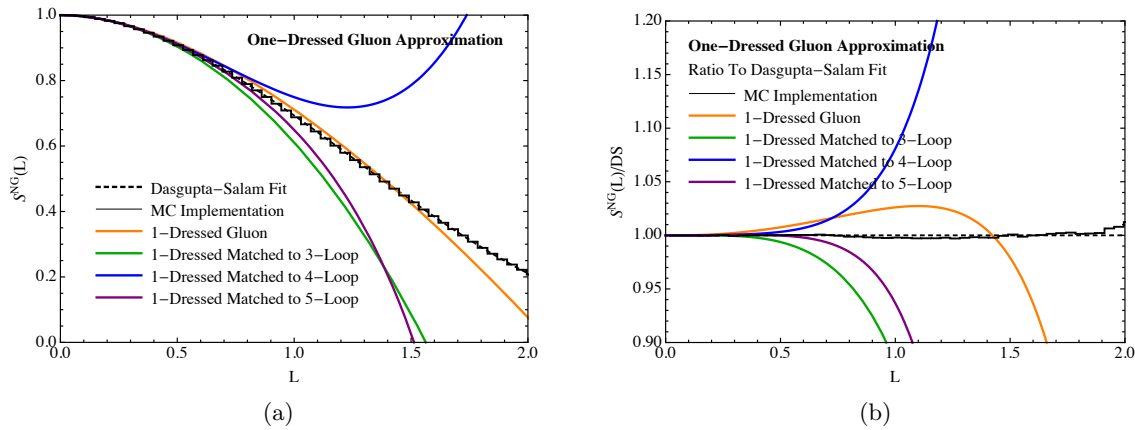 One−Dressed Gluon Approximation
Dasgupta−Salam Fit
MC Implementation
1−Dressed Gluon
1−Dressed Matched to 3−Loop
1−Dressed Matched to 4−Loop
1−Dressed Matched to 5−Loop
S^NG(L)
1.0
0.8
0.6
0.4
0.2
0.0
0.0 0.5 1.0 1.5 2.0
L
(a)
One−Dressed Gluon Approximation
Ratio To Dasgupta−Salam Fit
MC Implementation
1−Dressed Gluon
1−Dressed Matched to 3−Loop
1−Dressed Matched to 4−Loop
1−Dressed Matched to 5−Loop
S^NG(L)/DS
1.20
1.15
1.10
1.05
1.00
0.95
0.90
0.0 0.5 1.0 1.5 2.0
L
(b)